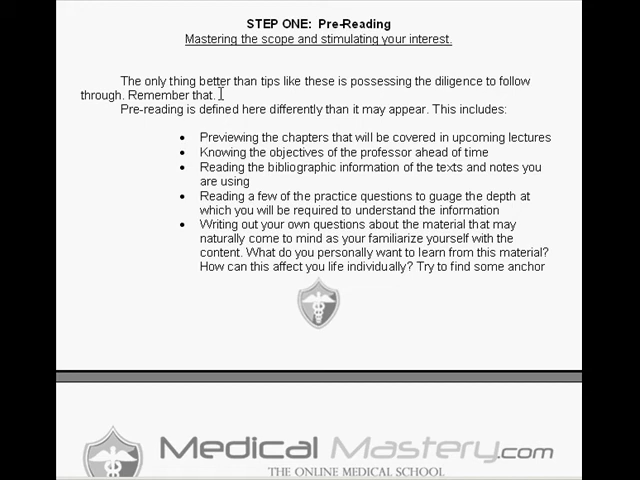 STEP ONE: Pre-Reading
Mastering the scope and stimulating your interest.
The only thing better than tips like these is possessing the diligence to follow
through. Remember that.
Pre-reading is defined here differently than it may appear. This includes:
• Previewing the chapters that will be covered in upcoming lectures
• Knowing the objectives of the professor ahead of time
• Reading the bibliographic information of the texts and notes you
are using
• Reading a few of the practice questions to guage the depth at
which you will be required to understand the information
• Writing out your own questions about the material that may
naturally come to mind as your familiarize yourself with the
content. What do you personally want to learn from this material?
How can this affect you life individually? Try to find some anchor
Medical Mastery.com
THE ONLINE MEDICAL SCHOOL